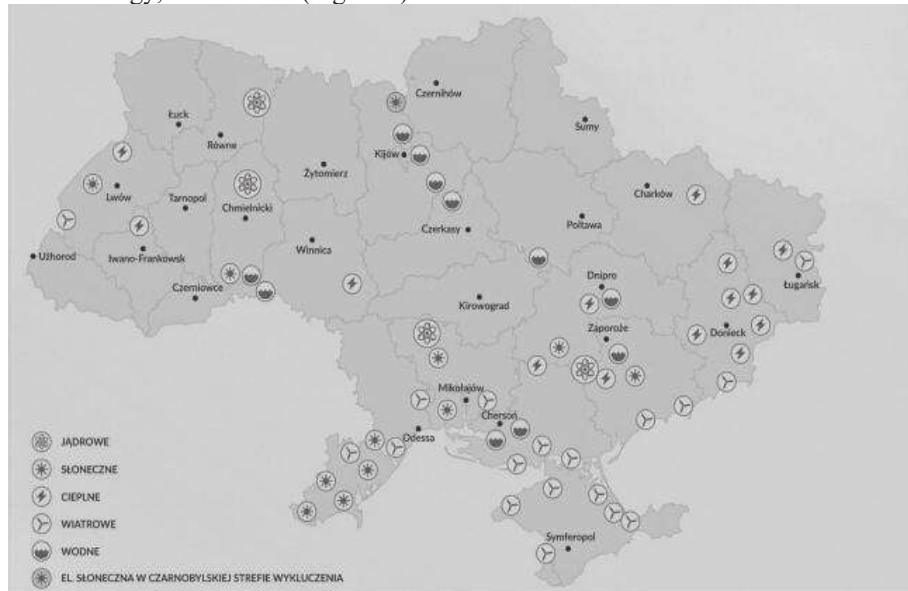 Czernihów
Łuck
Sumy
Równe
Kijów
Żytomierz
Lwów
Tarnopol
Chmielnicki
Charków
Połtawa
Czerkasy
Winnica
Użhorod
Iwano-Frankowsk
Dnipro
Ługańsk
Czerniowce
Kirowograd
Zaporoże
Donieck
Mikołajów
Cherson
Odessa
JĄDROWE
SŁONECZNE
CIEPLNE
WIATROWE
WODNE
Symferopol
EL. SŁONECZNA W CZARNOBYLSKIEJ STREFIE WYKLUCZENIA